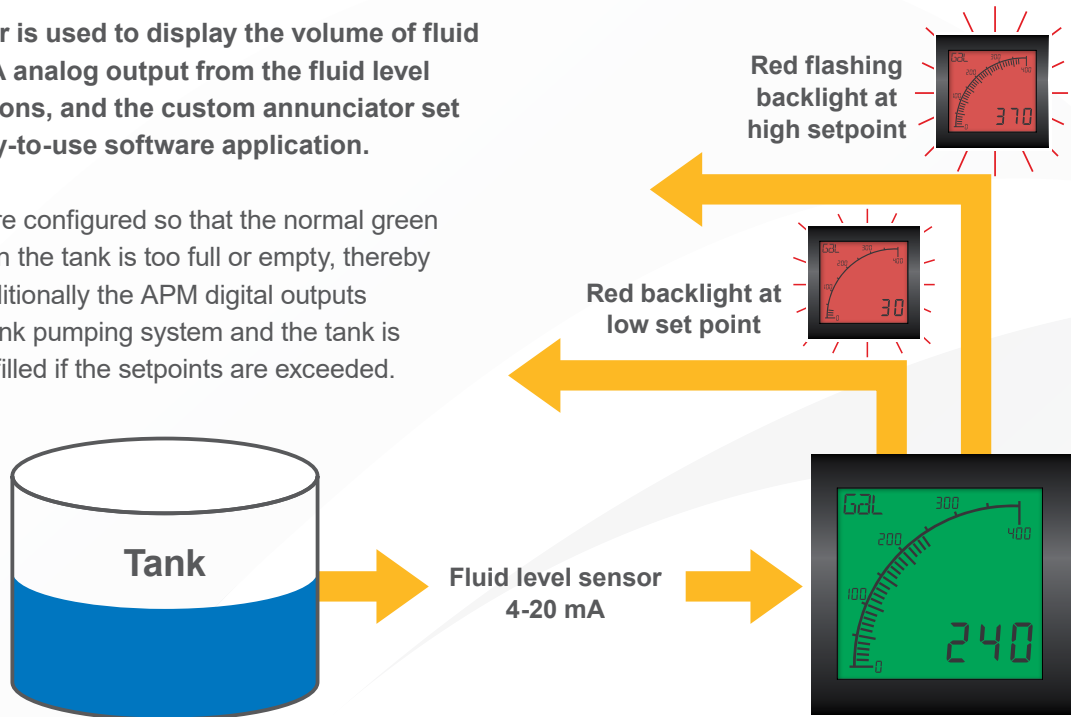 r is used to display the volume of fluid
A analog output from the fluid level
ons, and the custom annunciator set
y-to-use software application.
re configured so that the normal green
n the tank is too full or empty, thereby
ditionally the APM digital outputs
nk pumping system and the tank is
filled if the setpoints are exceeded.
Red flashing
backlight at
high setpoint
GAL
100
200
300
400
0
370
Red backlight at
low set point
GAL
100
200
300
400
0
30
Tank
Fluid level sensor
4-20 mA
GAL
300
200
400
100
0
240